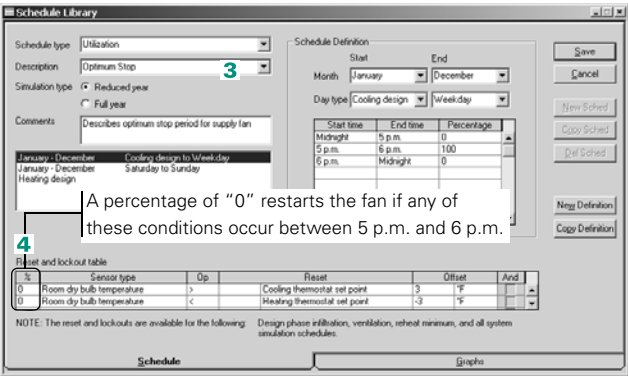 Schedule Library
Schedule type Utilization
Description Optimum Stop
3
Simulation type Reduced year
Full year
Comments Describes optimum stop period for supply fan
January - December Cooling design to Weekday
January - December Saturday to Sunday
Heating design
Schedule Definition
Start End
Month January December
Day type Cooling design Weekday
Start time End time Percentage
Midnight 5 p.m. 0
5 p.m. 6 p.m. 100
6 p.m. Midnight 0
Save
Cancel
New Sched
Copy Sched
Del Sched
New Definition
Copy Definition
A percentage of “0” restarts the fan if any of
these conditions occur between 5 p.m. and 6 p.m.
4
Reset and lockout table
% Sensor type Op Reset Offset And
0 Room dry bulb temperature > Cooling thermostat set point 3 °F
0 Room dry bulb temperature < Heating thermostat set point -3 °F
NOTE: The reset and lockouts are available for the following: Design phase infiltration, ventilation, reheat minimum, and all system
simulation schedules.
Schedule Graphs